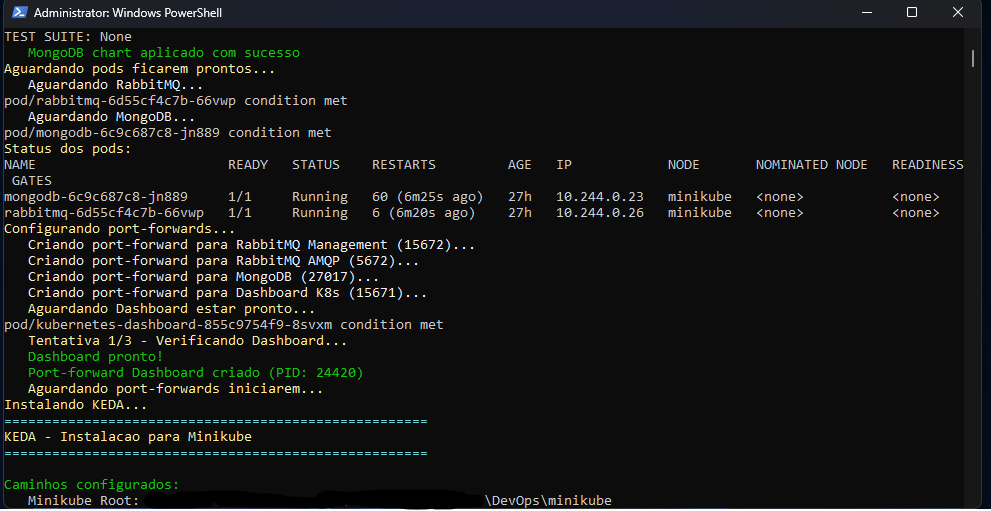 Administrator: Windows PowerShell
TEST SUITE: None
MongoDB chart aplicado com sucesso
Aguardando pods ficarem prontos...
Aguardando RabbitMQ...
pod/rabbitmq-6d55cf4c7b-66vwp condition met
Aguardando MongoDB...
pod/mongodb-6c9c687c8-jn889 condition met
Status dos pods:
NAME READY STATUS RESTARTS AGE IP NODE NOMINATED NODE READINESS
GATES
mongodb-6c9c687c8-jn889 1/1 Running 60 (6m25s ago) 27h 10.244.0.23 minikube <none> <none>
rabbitmq-6d55cf4c7b-66vwp 1/1 Running 6 (6m20s ago) 27h 10.244.0.26 minikube <none> <none>
Configurando port-forwards...
Criando port-forward para RabbitMQ Management (15672)...
Criando port-forward para RabbitMQ AMQP (5672)...
Criando port-forward para MongoDB (27017)...
Criando port-forward para Dashboard K8s (15671)...
Aguardando Dashboard estar pronto...
pod/kubernetes-dashboard-855c9754f9-8svxm condition met
Tentativa 1/3 - Verificando Dashboard...
Dashboard pronto!
Port-forward Dashboard criado (PID: 24420)
Aguardando port-forwards iniciarem...
Instalando KEDA...
=====================================================
KEDA - Instalacao para Minikube
=====================================================
Caminhos configurados:
Minikube Root: \DevOps\minikube